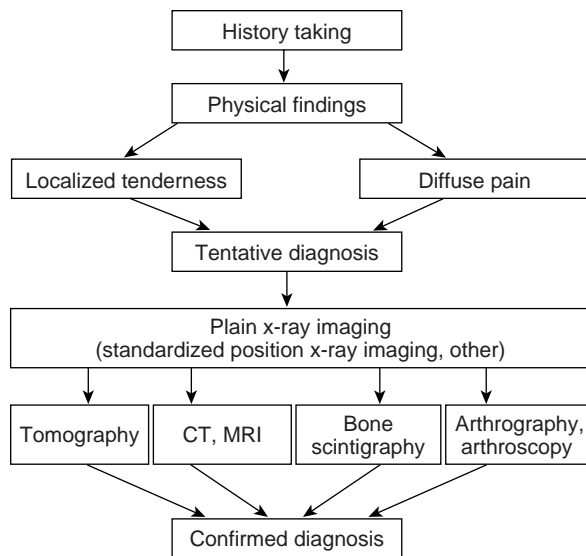 History taking
Physical findings
Localized tenderness
Diffuse pain
Tentative diagnosis
Plain x-ray imaging
(standardized position x-ray imaging, other)
Tomography
CT, MRI
Bone
scintigraphy
Arthrography,
arthroscopy
Confirmed diagnosis